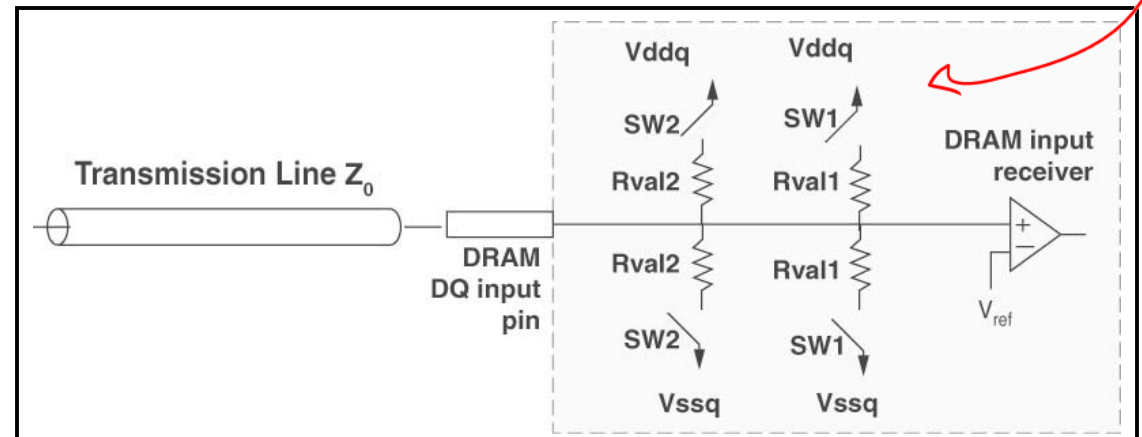 Vddq Vddq
SW2 SW1
DRAM input
receiver
Transmission Line Z₀
Rval2 Rval1
+
−
DRAM
DQ input
pin
Rval2 Rval1
Vref
SW2 SW1
Vssq Vssq